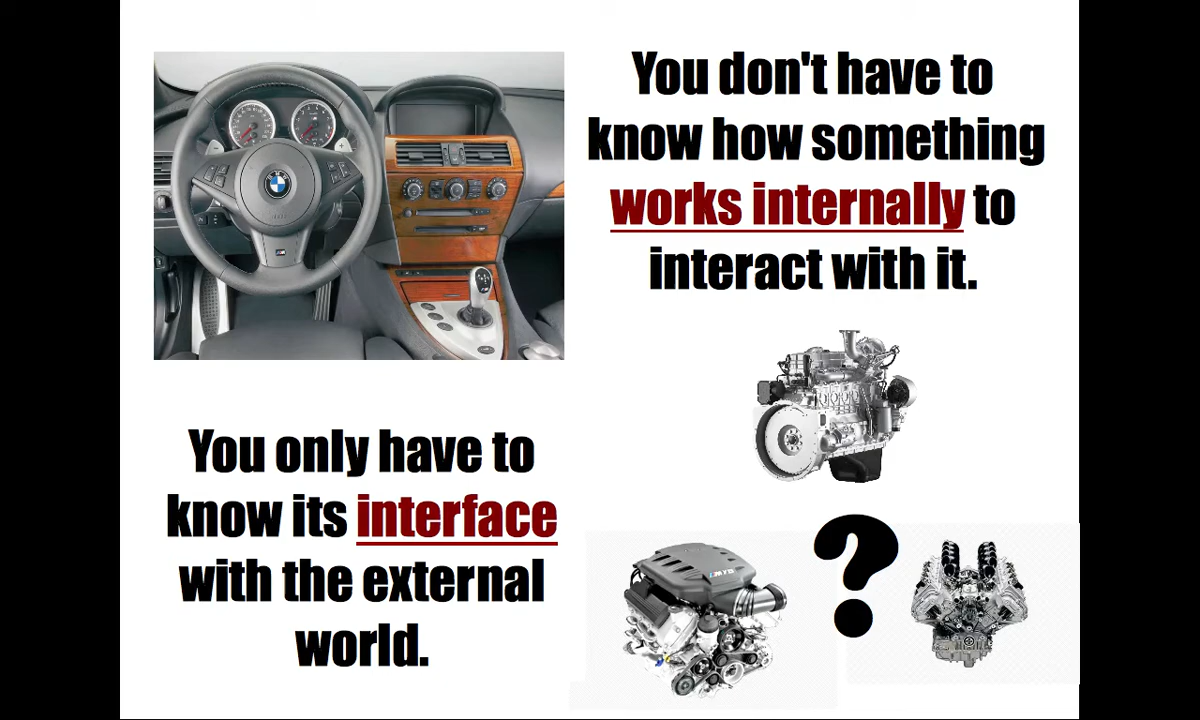 You don't have to
know how something
works internally to
interact with it.
You only have to
know its interface
with the external
world.